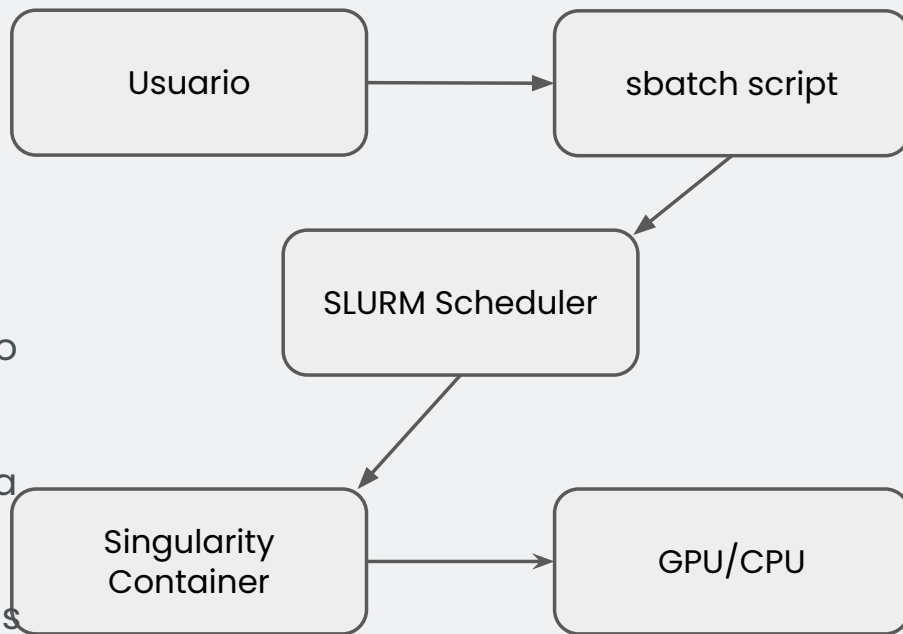 Usuario
sbatch script
SLURM Scheduler
o
a
Singularity
Container
GPU/CPU
s